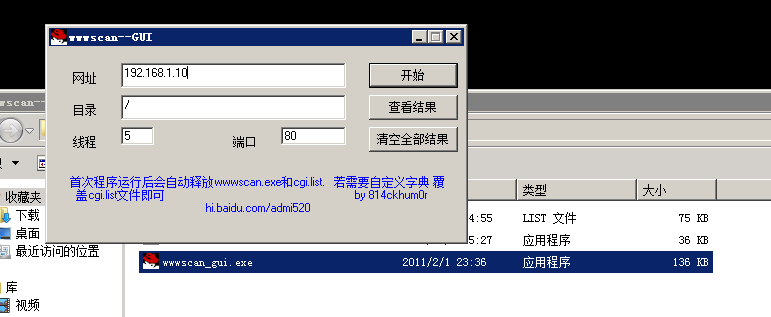 wwwscan--GUI
网址
192.168.1.10
开始
目录
/
查看结果
线程
5
端口
80
清空全部结果
首次程序运行后会自动释放wwwscan.exe和cgi.list. 若需要自定义字典 覆
盖cgi.list文件即可
by 814ckhum0r
hi.baidu.com/admi520
wscan--
收藏夹
下载
桌面
最近访问的位置
库
视频
类型
大小
4:55
LIST 文件
75 KB
5:27
应用程序
36 KB
wwwscan_gui.exe
2011/2/1 23:36
应用程序
136 KB